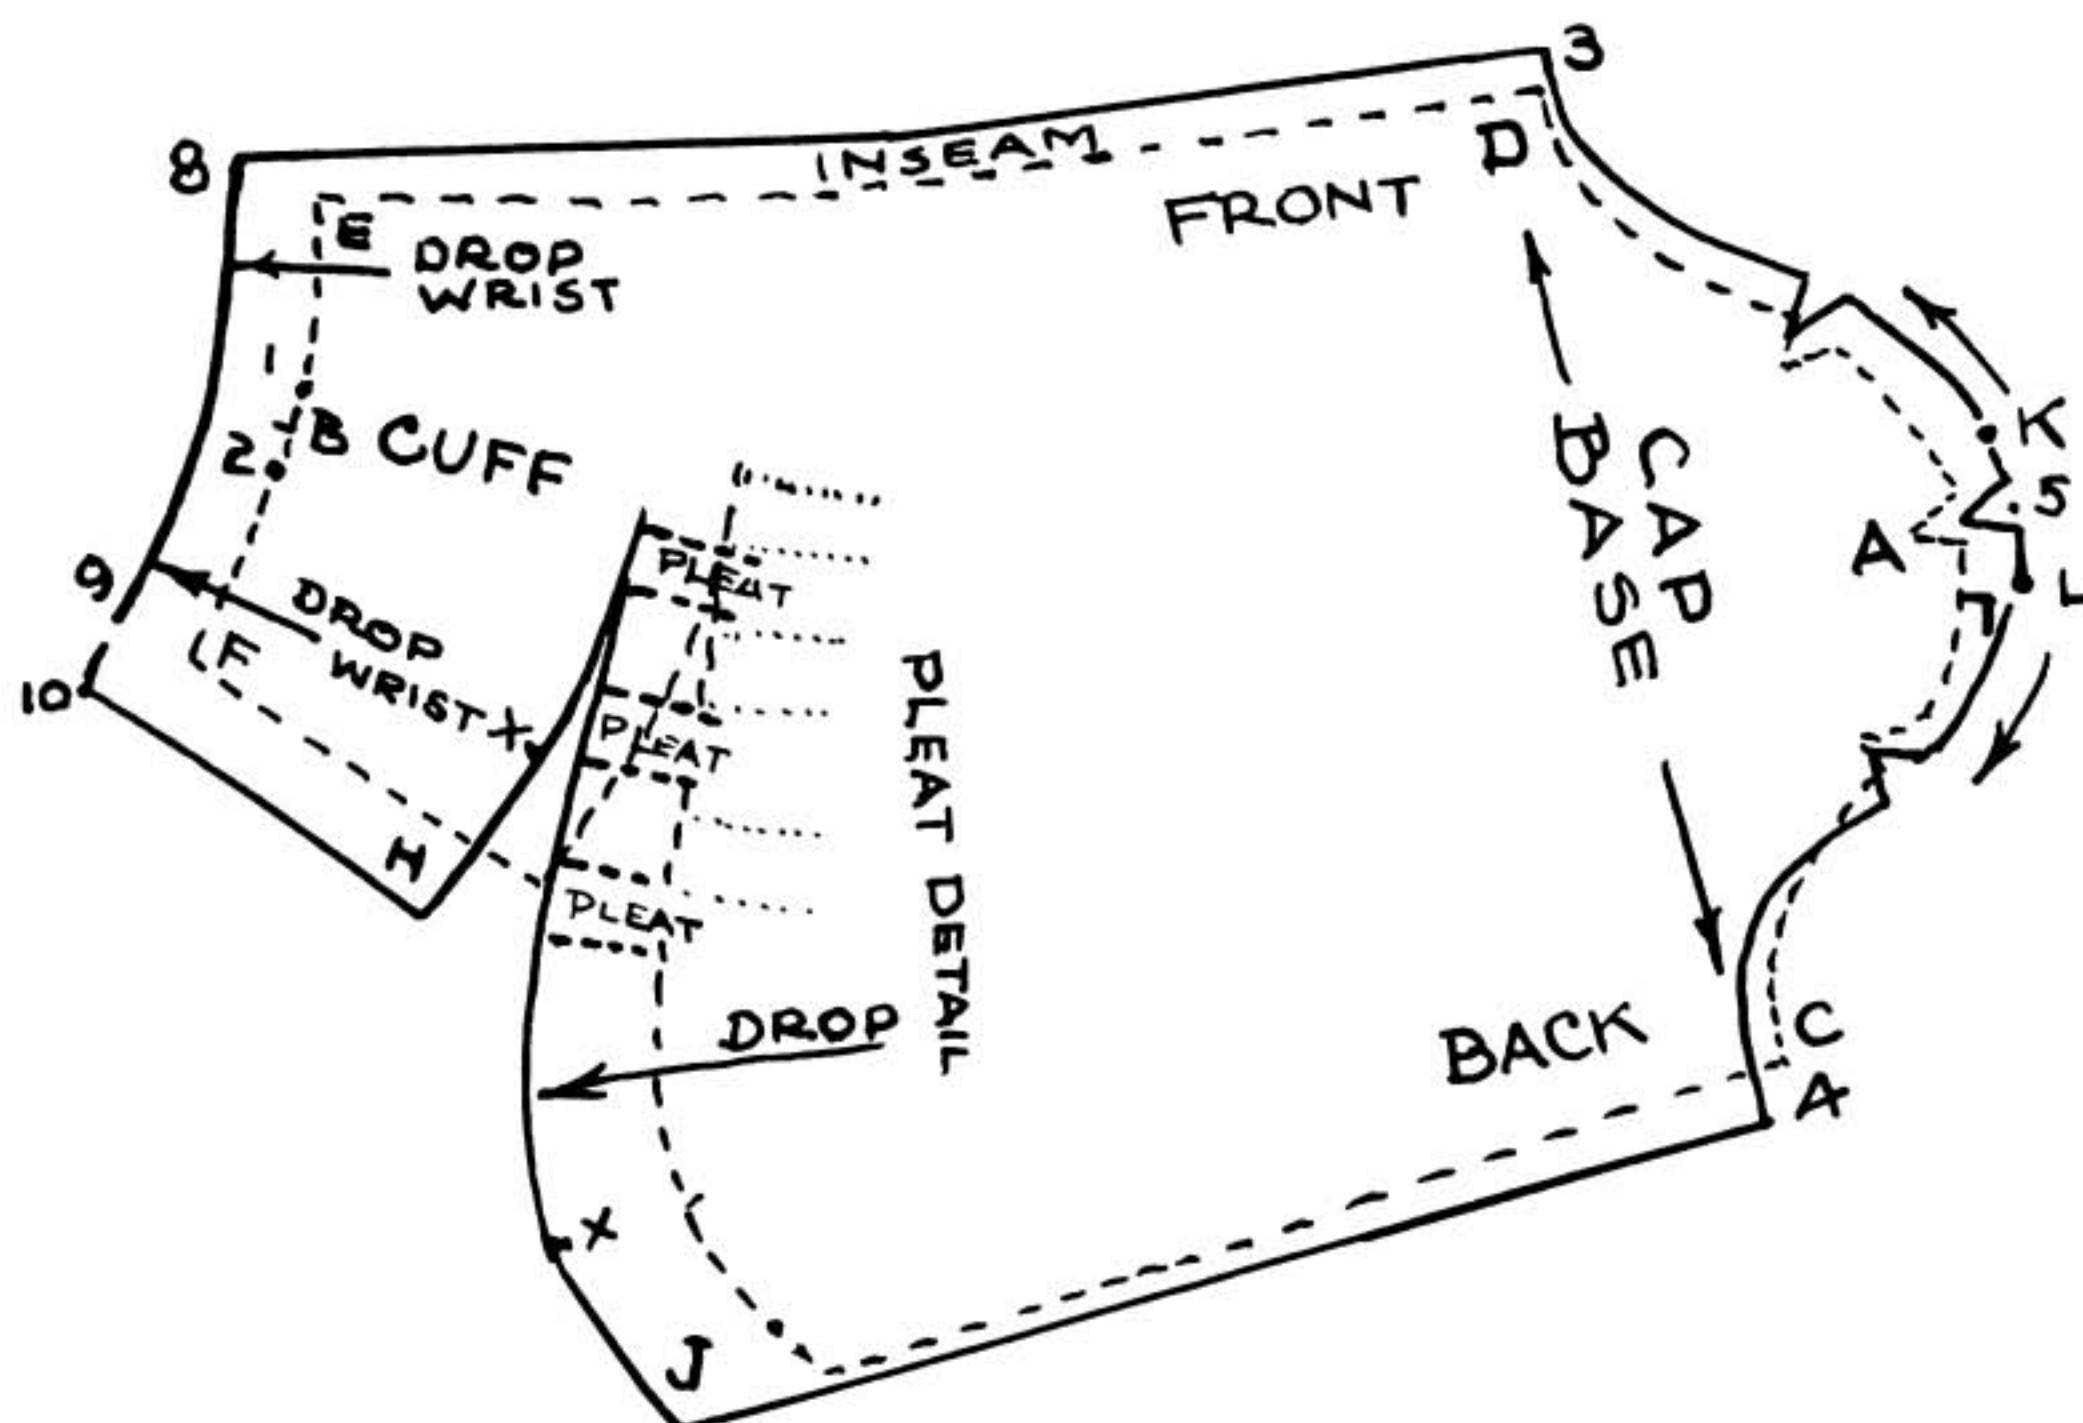 3
8
INSEAM
D
FRONT
E
DROP
WRIST
1
B CUFF
2
K
5
CAP
BASE
A
L
9
DROP
WRIST X
F
10
PLEAT
PLEAT
PLEAT
PLEAT DETAIL
H
DROP
BACK
C
A
X
J